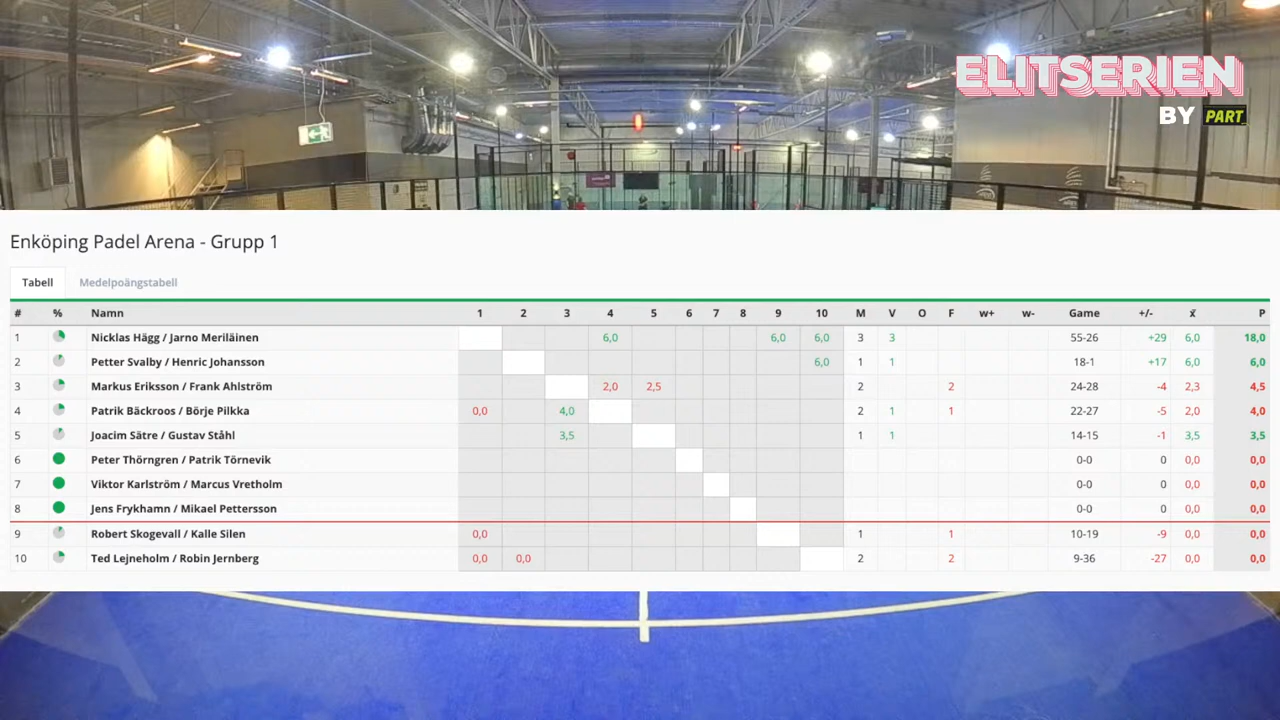 ELITSERIEN
BY PART
Enköping Padel Arena - Grupp 1
Tabell Medelpoängstabell
# % Namn 1 2 3 4 5 6 7 8 9 10 M V O F w+ w- Game +/- x̄ P
1 Nicklas Hägg / Jarno Meriläinen 6,0 6,0 6,0 3 3 55-26 +29 6,0 18,0
2 Petter Svalby / Henric Johansson 6,0 1 1 18-1 +17 6,0 6,0
3 Markus Eriksson / Frank Ahlström 2,0 2,5 2 2 24-28 -4 2,3 4,5
4 Patrik Bäckroos / Börje Pilkka 0,0 4,0 2 1 1 22-27 -5 2,0 4,0
5 Joacim Sätre / Gustav Ståhl 3,5 1 1 14-15 -1 3,5 3,5
6 Peter Thörngren / Patrik Törnevik 0-0 0 0,0 0,0
7 Viktor Karlström / Marcus Vretholm 0-0 0 0,0 0,0
8 Jens Frykhamn / Mikael Pettersson 0-0 0 0,0 0,0
9 Robert Skogevall / Kalle Silen 0,0 1 1 10-19 -9 0,0 0,0
10 Ted Lejneholm / Robin Jernberg 0,0 0,0 2 2 9-36 -27 0,0 0,0